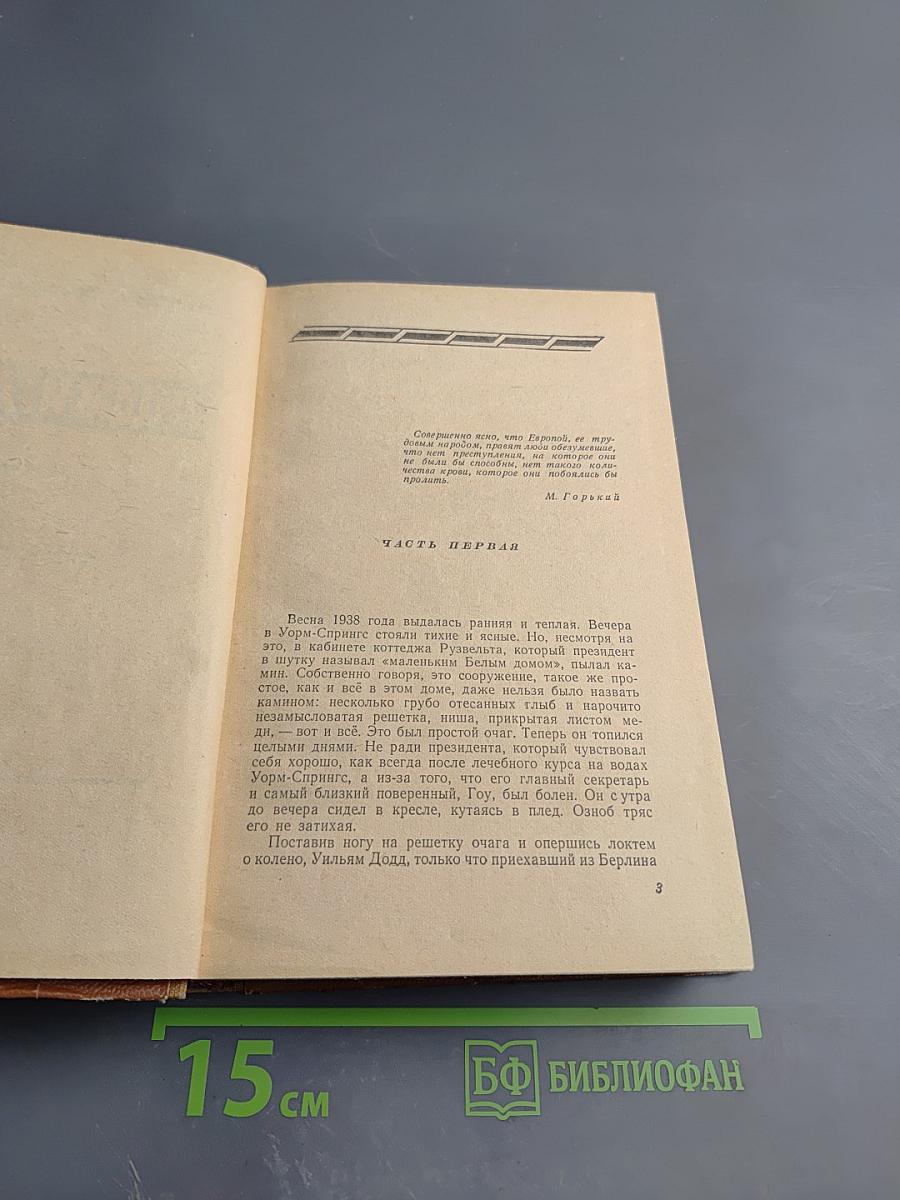 Совершенно ясно, что Европой, ее тру-
довым народом, правят люди обезумевшие,
что нет преступления, на которое они
не были бы способны, нет такого коли-
чества крови, которое они побоялись бы
пролить.
М. Горький
ЧАСТЬ ПЕРВАЯ
Весна 1938 года выдалась ранняя и теплая. Вечера
в Уорм-Спрингс стояли тихие и ясные. Но, несмотря на
это, в кабинете коттеджа Рузвельта, который президент
в шутку называл «маленьким Белым домом», пылал ка-
мин. Собственно говоря, это сооружение, такое же про-
стое, как и всё в этом доме, даже нельзя было назвать
камином: несколько грубо отесанных глыб и нарочито
незамысловатая решетка, ниша, прикрытая листом ме-
ди, — вот и всё. Это был простой очаг. Теперь он топился
целыми днями. Не ради президента, который чувствовал
себя хорошо, как всегда после лечебного курса на водах
Уорм-Спрингс, а из-за того, что его главный секретарь
и самый близкий поверенный, Гоу, был болен. Он с утра
до вечера сидел в кресле, кутаясь в плед. Озноб тряс
его не затихая.
Поставив ногу на решетку очага и опершись локтем
о колено, Уильям Додд, только что приехавший из Берлина
3
15 см
БФ БИБЛИОФАН